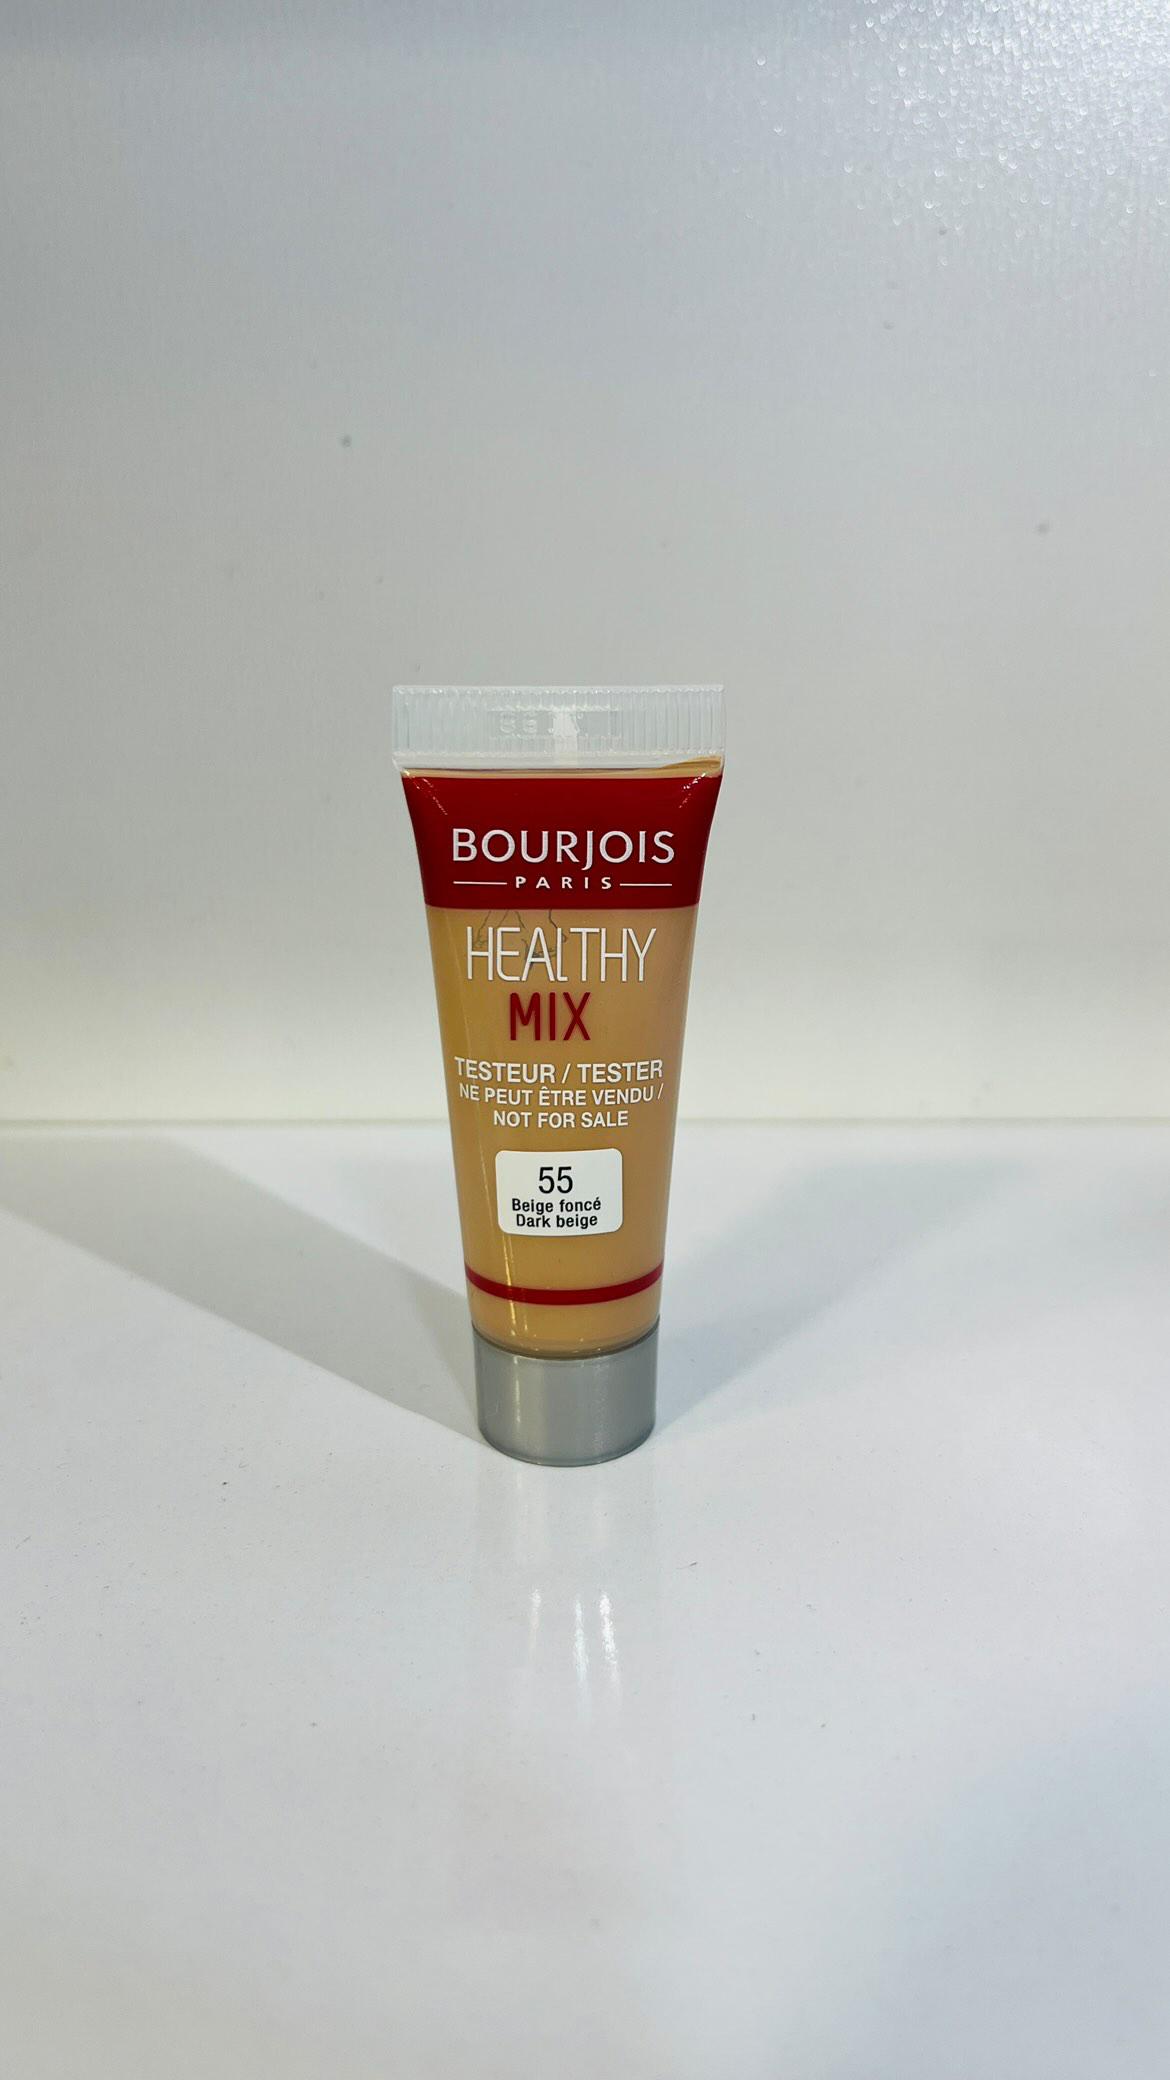 BOURJOIS
PARIS
HEALTHY
MIX
TESTEUR / TESTER
NE PEUT ÊTRE VENDU /
NOT FOR SALE
55
Beige foncé
Dark beige